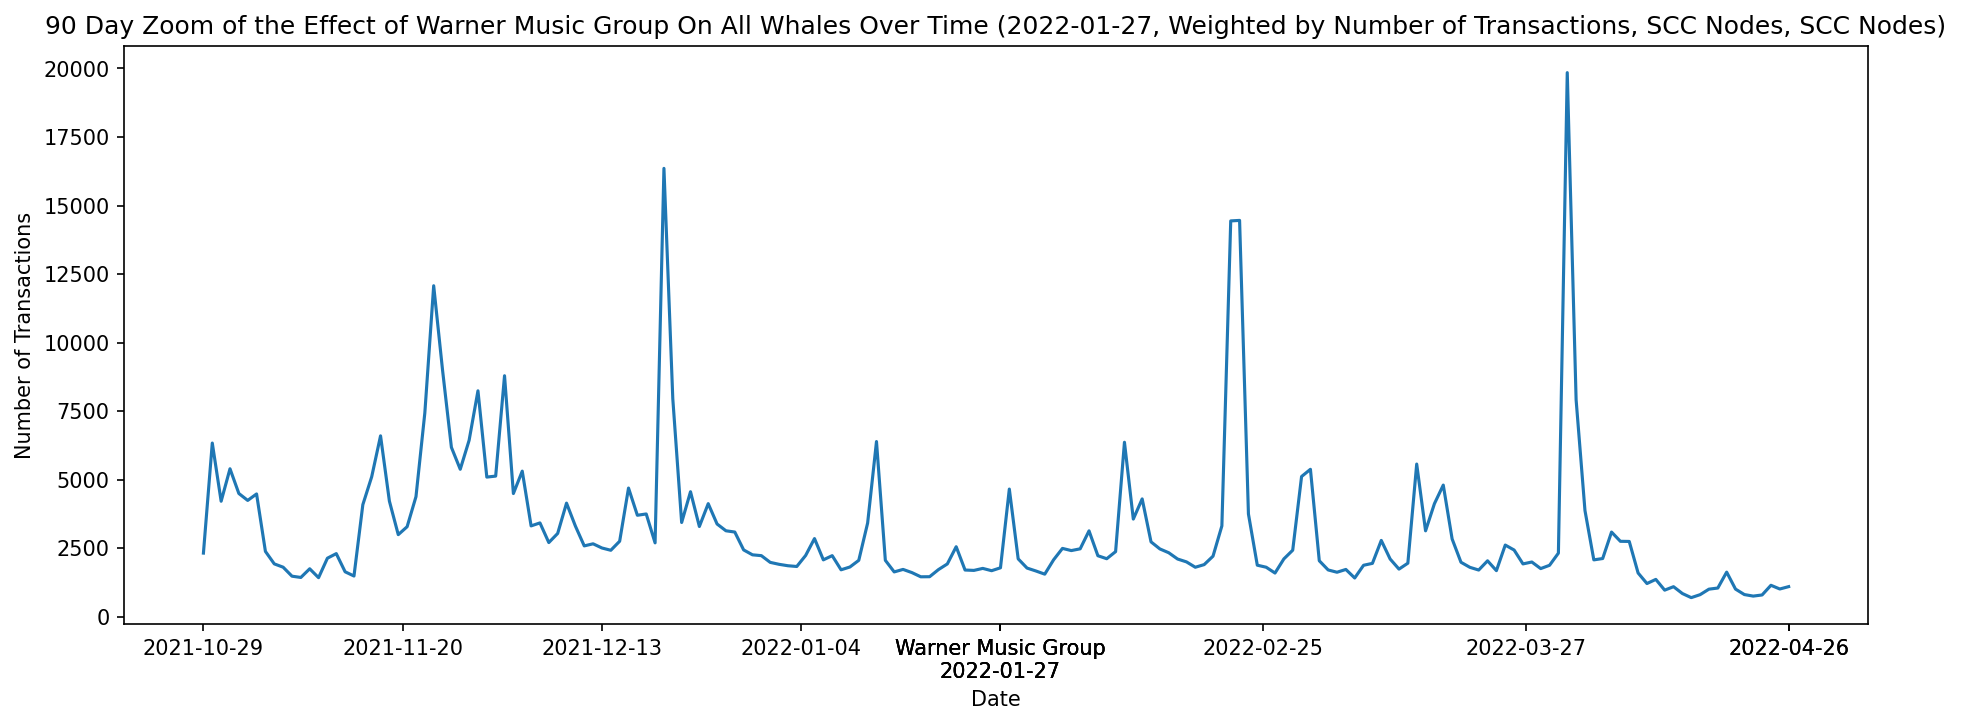 90 Day Zoom of the Effect of Warner Music Group On All Whales Over Time (2022-01-27, Weighted by Number of Transactions, SCC Nodes, SCC Nodes)
20000
17500
15000
12500
10000
7500
5000
2500
0
Number of Transactions
2021-10-29 2021-11-20 2021-12-13 2022-01-04 Warner Music Group 2022-02-25 2022-03-27 2022-04-26
2022-01-27
Date